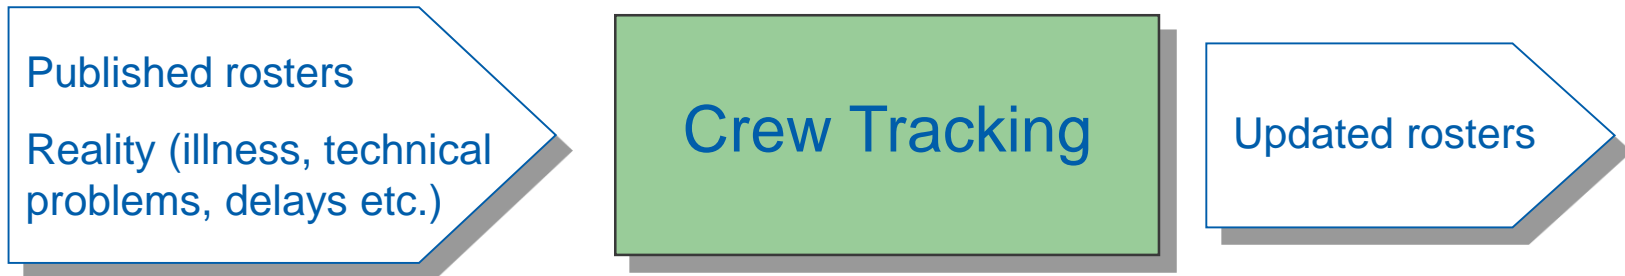 Published rosters
Reality (illness, technical
problems, delays etc.)
Crew Tracking
Updated rosters